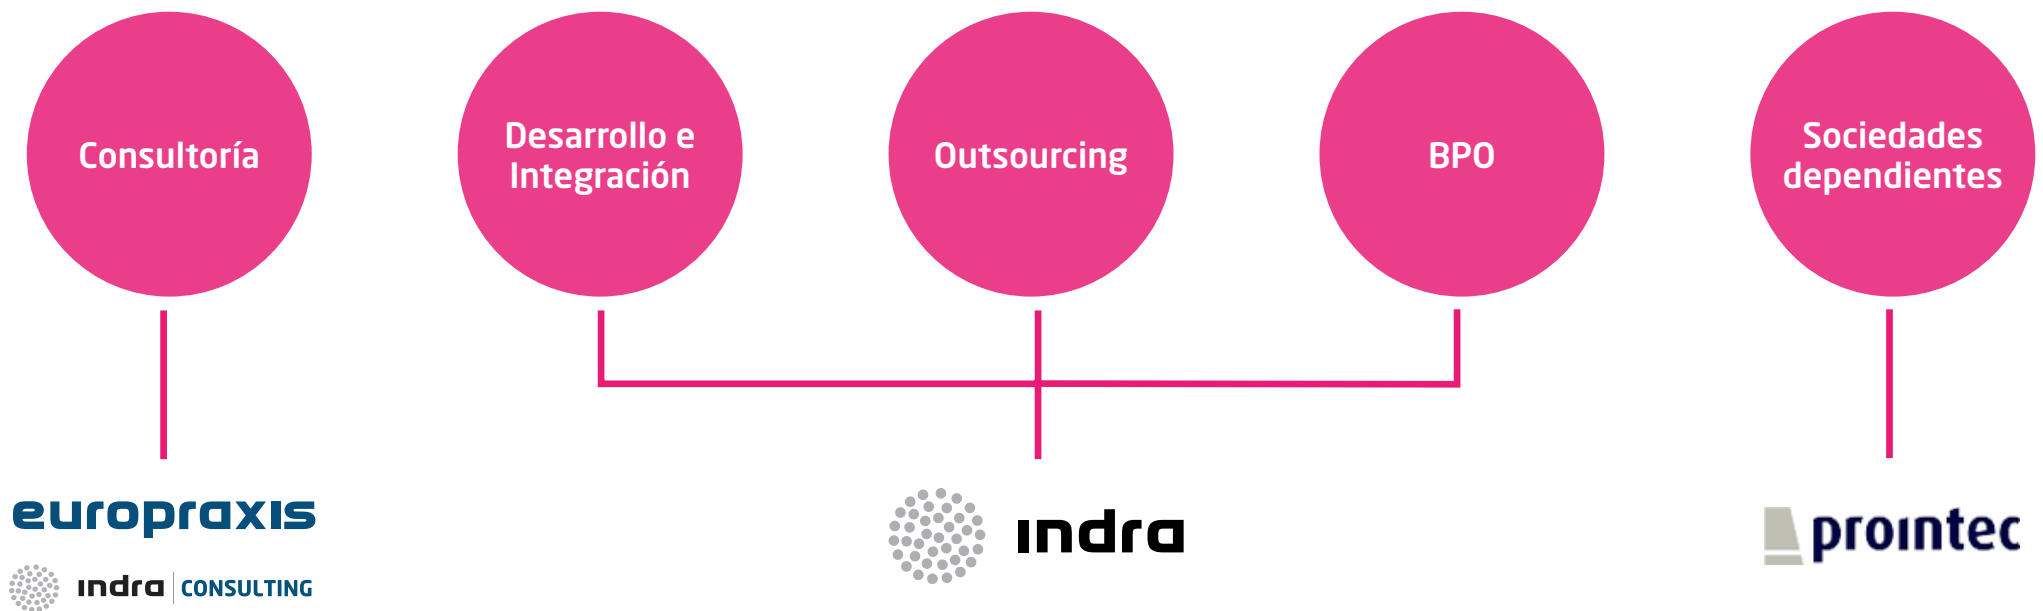 Consultoría
Desarrollo e
Integración
Outsourcing
BPO
Sociedades
dependientes
europraxis
indra | CONSULTING
indra
prointec